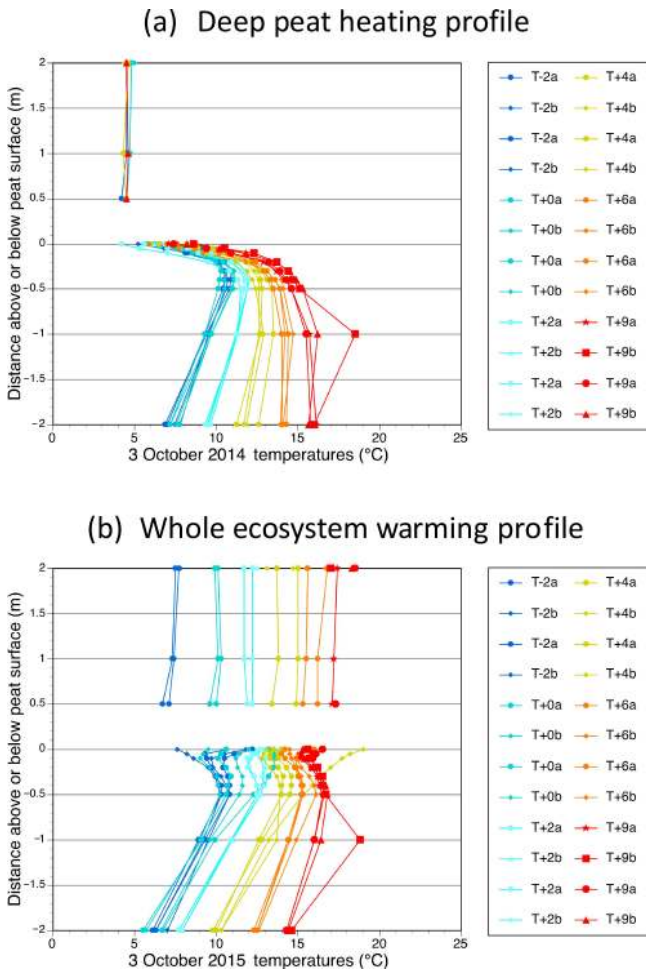 (a) Deep peat heating profile
Distance above or below peat surface (m)
2
1.5
1
0.5
0
−0.5
−1
−1.5
−2
0 5 10 15 20 25
3 October 2014 temperatures (°C)
T-2a T+4a
T-2b T+4b
T-2a T+4a
T-2b T+4b
T+0a T+6a
T+0b T+6b
T+0a T+6a
T+0b T+6b
T+2a T+9a
T+2b T+9b
T+2a T+9a
T+2b T+9b
(b) Whole ecosystem warming profile
Distance above or below peat surface (m)
2
1.5
1
0.5
0
−0.5
−1
−1.5
−2
0 5 10 15 20 25
3 October 2015 temperatures (°C)
T-2a T+4a
T-2b T+4b
T-2a T+4a
T-2b T+4b
T+0a T+6a
T+0b T+6b
T+0a T+6a
T+0b T+6b
T+2a T+9a
T+2b T+9b
T+2a T+9a
T+2b T+9b